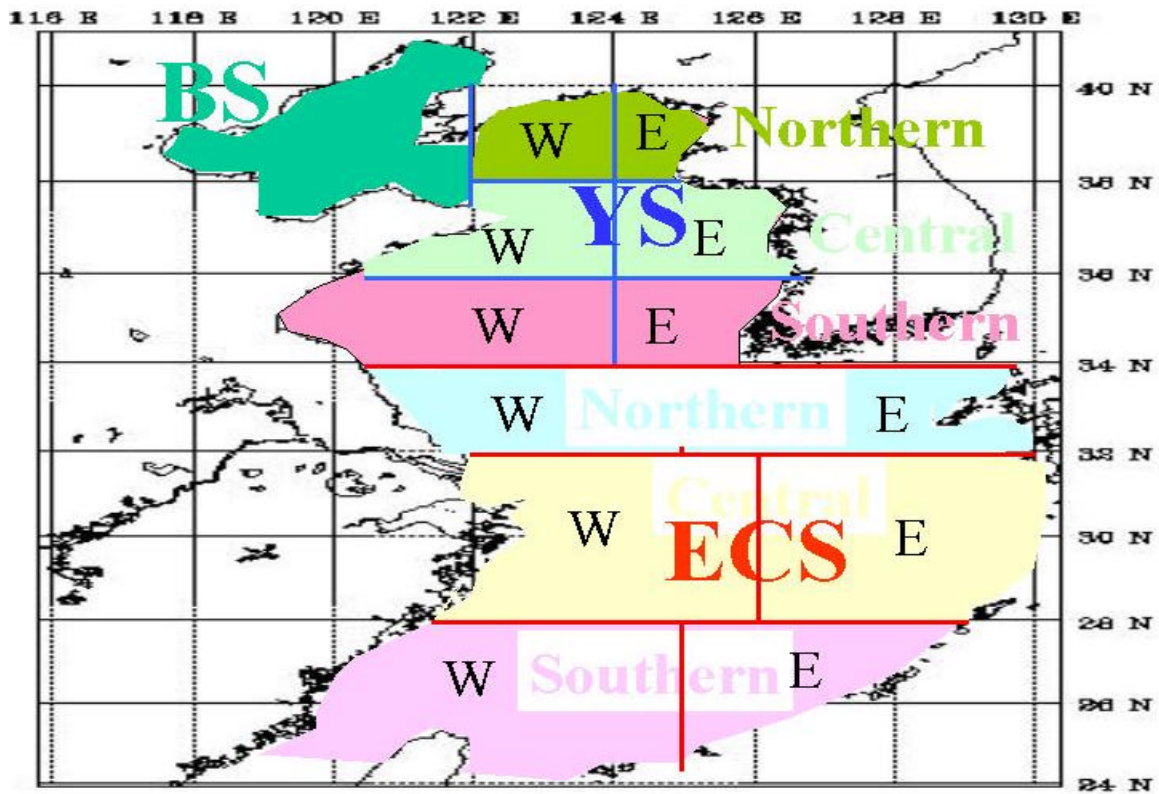 116 E 118 E 120 E 122 E 124 E 126 E 128 E 130 E
BS
40 N
W E Northern
38 N
YS
W E Central
36 N
W E Southern
34 N
W Northern E
32 N
Central
W ECS E
30 N
28 N
W Southern E
26 N
24 N